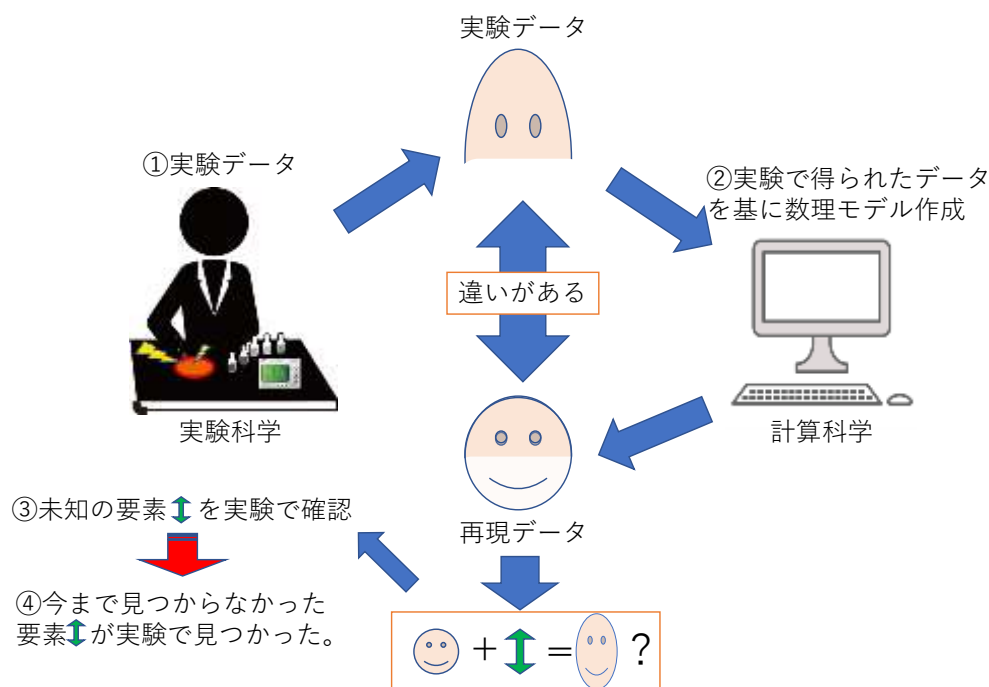 実験データ
①実験データ
②実験で得られたデータ
を基に数理モデル作成
違いがある
実験科学
計算科学
再現データ
③未知の要素を実験で確認
④今まで見つからなかった
要素が実験で見つかった。
+ = ?